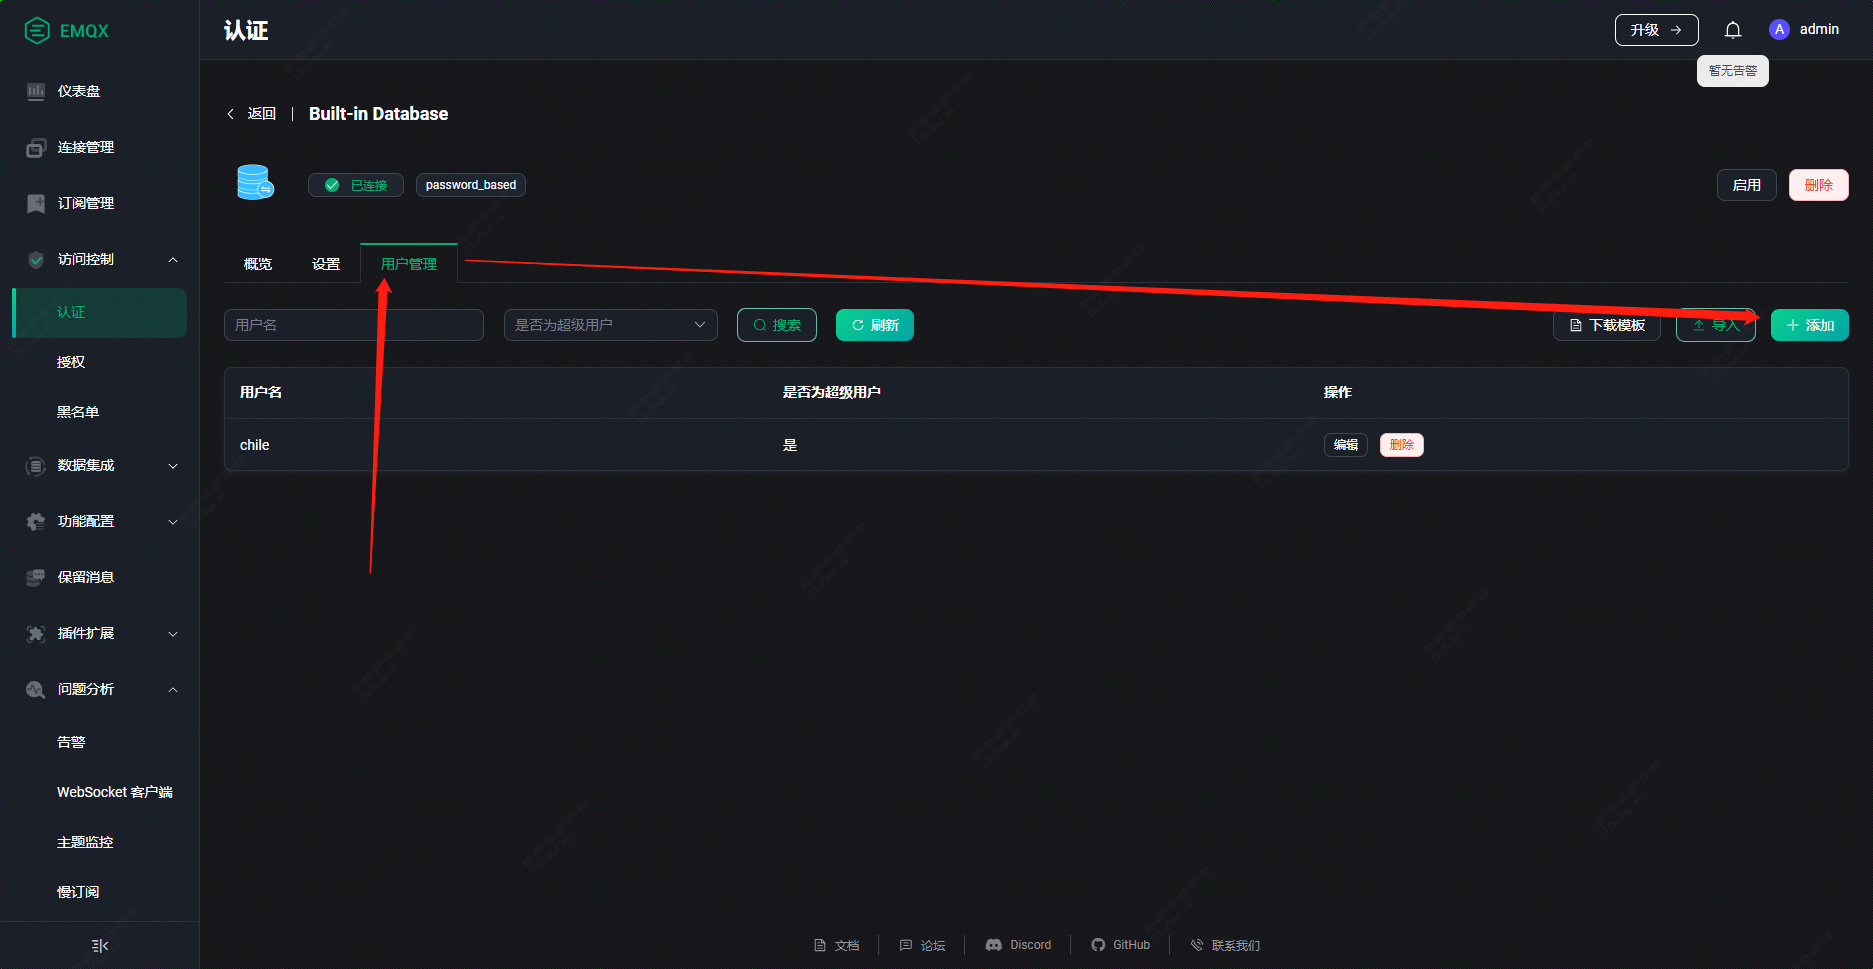 EMQX
认证
升级
A
admin
暂无告警
仪表盘
连接管理
订阅管理
访问控制
认证
授权
黑名单
数据集成
功能配置
保留消息
插件扩展
问题分析
告警
WebSocket 客户端
主题监控
慢订阅
返回 | Built-in Database
已连接
password_based
启用
删除
概览
设置
用户管理
用户名
是否为超级用户
搜索
刷新
下载模板
导入
添加
用户名
是否为超级用户
操作
chile
是
编辑
删除
文档
论坛
Discord
GitHub
联系我们